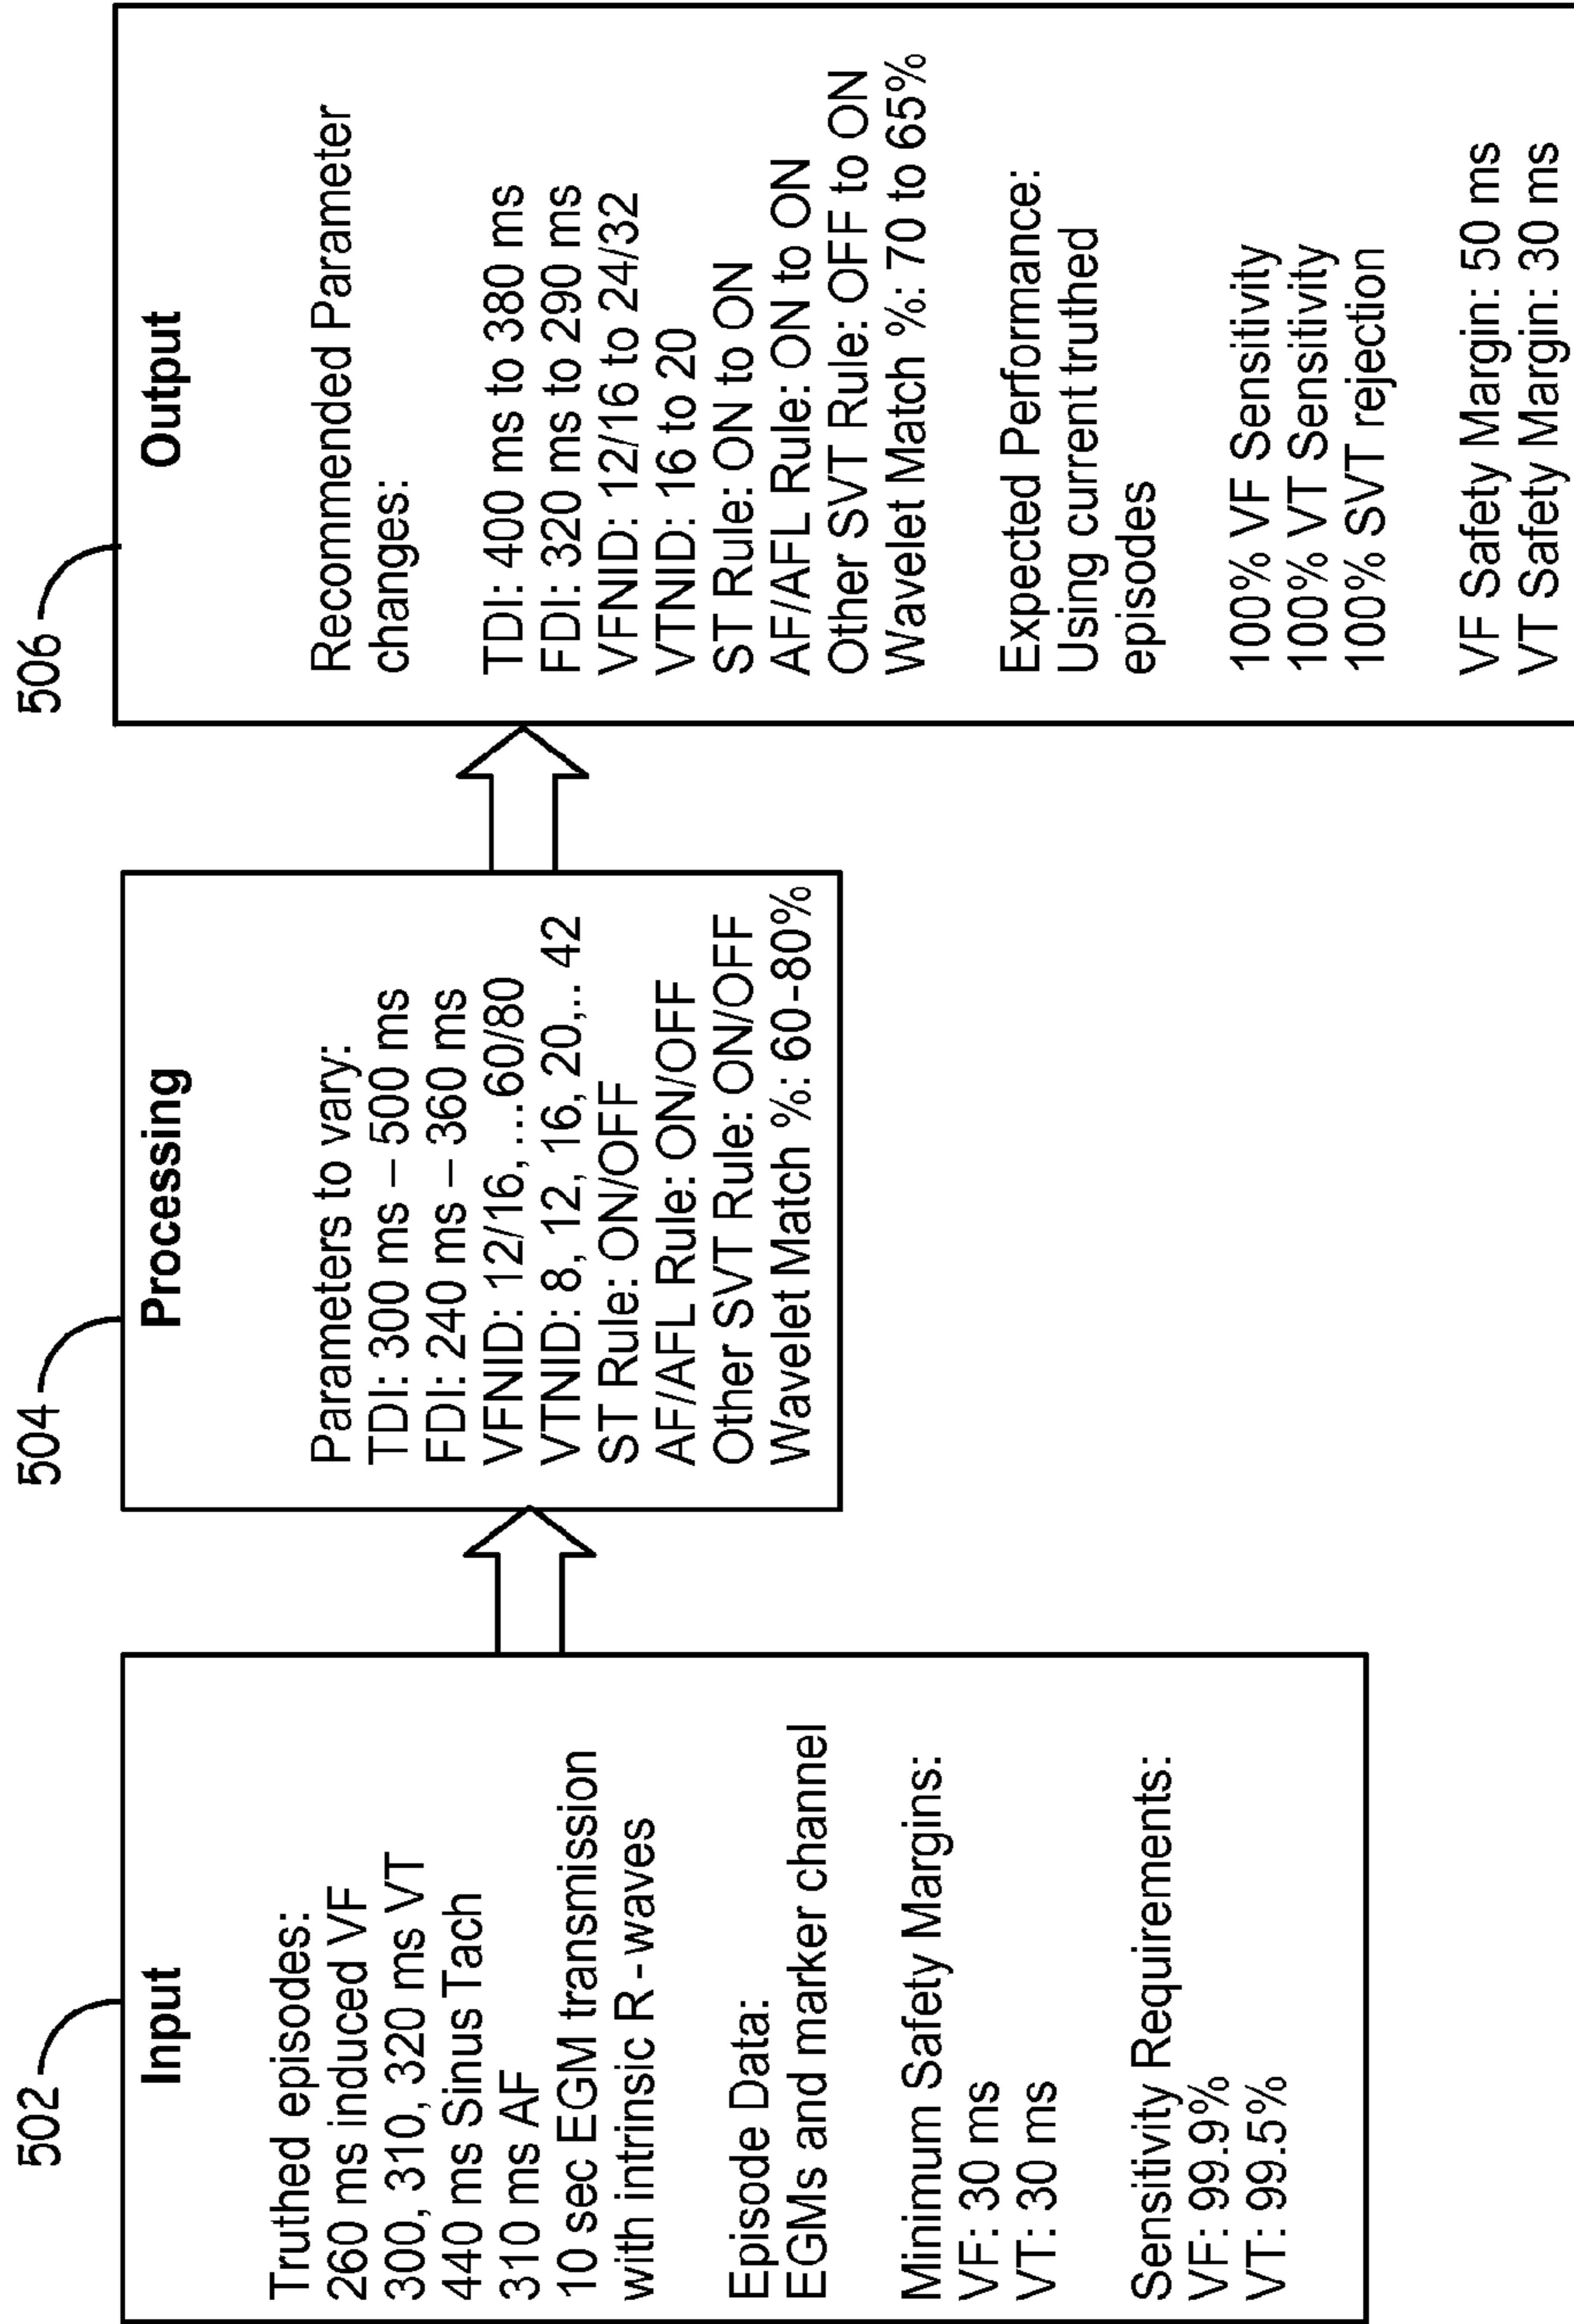 502
Input
Truthed episodes:
260 ms induced VF
300, 310, 320 ms VT
440 ms Sinus Tach
310 ms AF
10 sec EGM transmission
with intrinsic R-waves
Episode Data:
EGMs and marker channel
Minimum Safety Margins:
VF: 30 ms
VT: 30 ms
Sensitivity Requirements:
VF: 99.9%
VT: 99.5%
504
Processing
Parameters to vary:
TDI: 300 ms – 500 ms
FDI: 240 ms – 360 ms
VFNID: 12/16,... 60/80
VTNID: 8, 12, 16, 20,.. 42
ST Rule: ON/OFF
AF/AFL Rule: ON/OFF
Other SVT Rule: ON/OFF
Wavelet Match %: 60-80%
506
Output
Recommended Parameter
changes:
TDI: 400 ms to 380 ms
FDI: 320 ms to 290 ms
VFNID: 12/16 to 24/32
VTNID: 16 to 20
ST Rule: ON to ON
AF/AFL Rule: ON to ON
Other SVT Rule: OFF to ON
Wavelet Match %: 70 to 65%
Expected Performance:
Using current truthed
episodes
100% VF Sensitivity
100% VT Sensitivity
100% SVT rejection
VF Safety Margin: 50 ms
VT Safety Margin: 30 ms